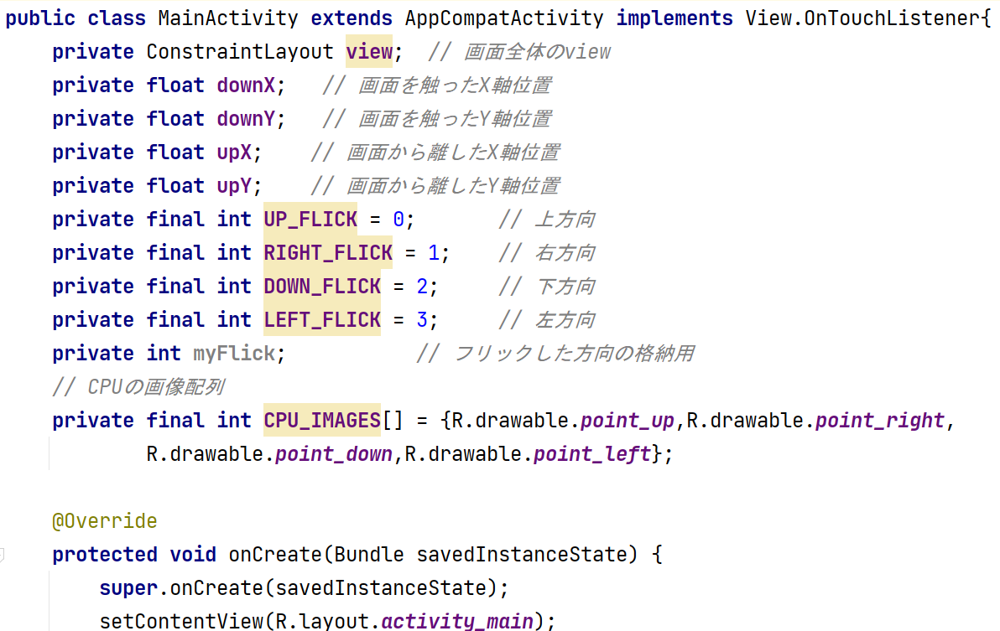 public class MainActivity extends AppCompatActivity implements View.OnTouchListener{
private ConstraintLayout view;  // 画面全体のview
private float downX;   // 画面を触ったX軸位置
private float downY;   // 画面を触ったY軸位置
private float upX;    // 画面から離したX軸位置
private float upY;    // 画面から離したY軸位置
private final int UP_FLICK = 0;       // 上方向
private final int RIGHT_FLICK = 1;    // 右方向
private final int DOWN_FLICK = 2;     // 下方向
private final int LEFT_FLICK = 3;     // 左方向
private int myFlick;           // フリックした方向の格納用
// CPUの画像配列
private final int CPU_IMAGES[] = {R.drawable.point_up,R.drawable.point_right,
R.drawable.point_down,R.drawable.point_left};
@Override
protected void onCreate(Bundle savedInstanceState) {
super.onCreate(savedInstanceState);
setContentView(R.layout.activity_main);